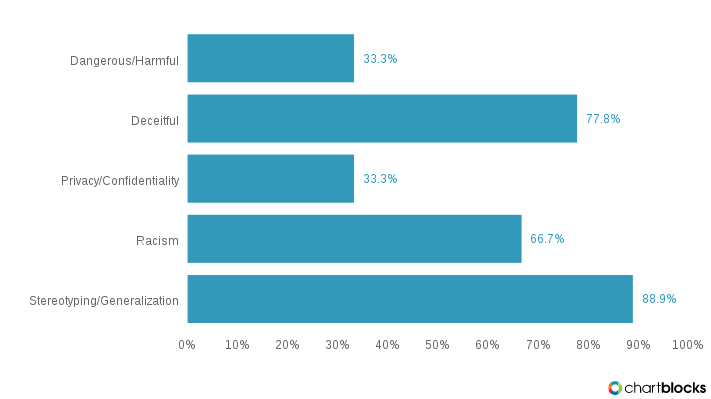 Dangerous/Harmful 33.3%
Deceitful 77.8%
Privacy/Confidentiality 33.3%
Racism 66.7%
Stereotyping/Generalization 88.9%
0% 10% 20% 30% 40% 50% 60% 70% 80% 90% 100%
chartblocks